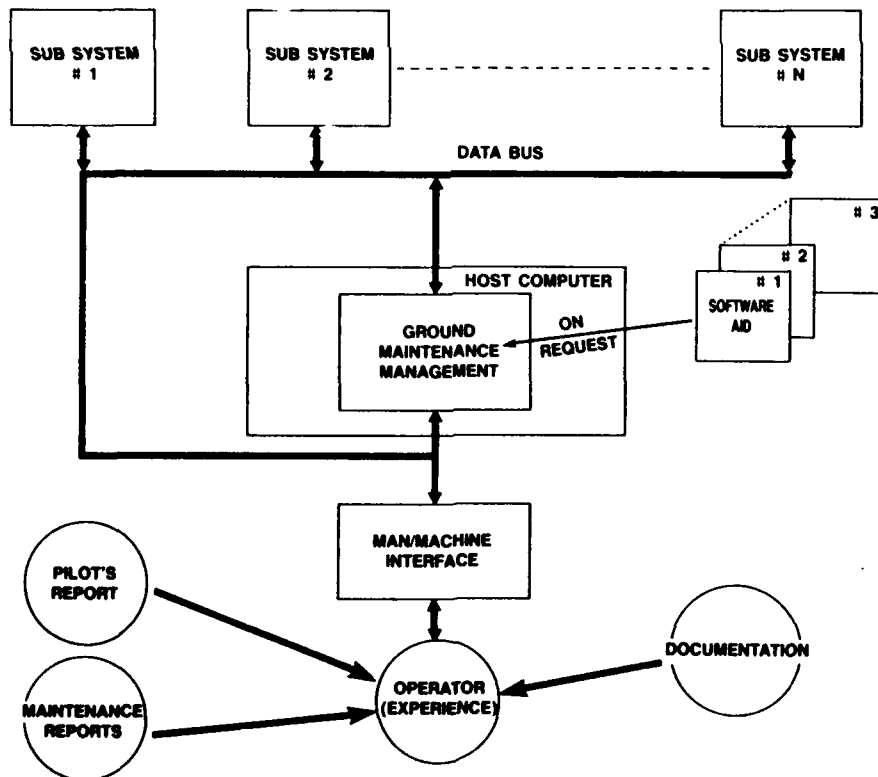 SUB SYSTEM
# 1
SUB SYSTEM
# 2
SUB SYSTEM
# N
DATA BUS
# 3
# 2
# 1
SOFTWARE
AID
HOST COMPUTER
GROUND
MAINTENANCE
MANAGEMENT
ON
REQUEST
MAN/MACHINE
INTERFACE
PILOT'S
REPORT
DOCUMENTATION
OPERATOR
(EXPERIENCE)
MAINTENANCE
REPORTS